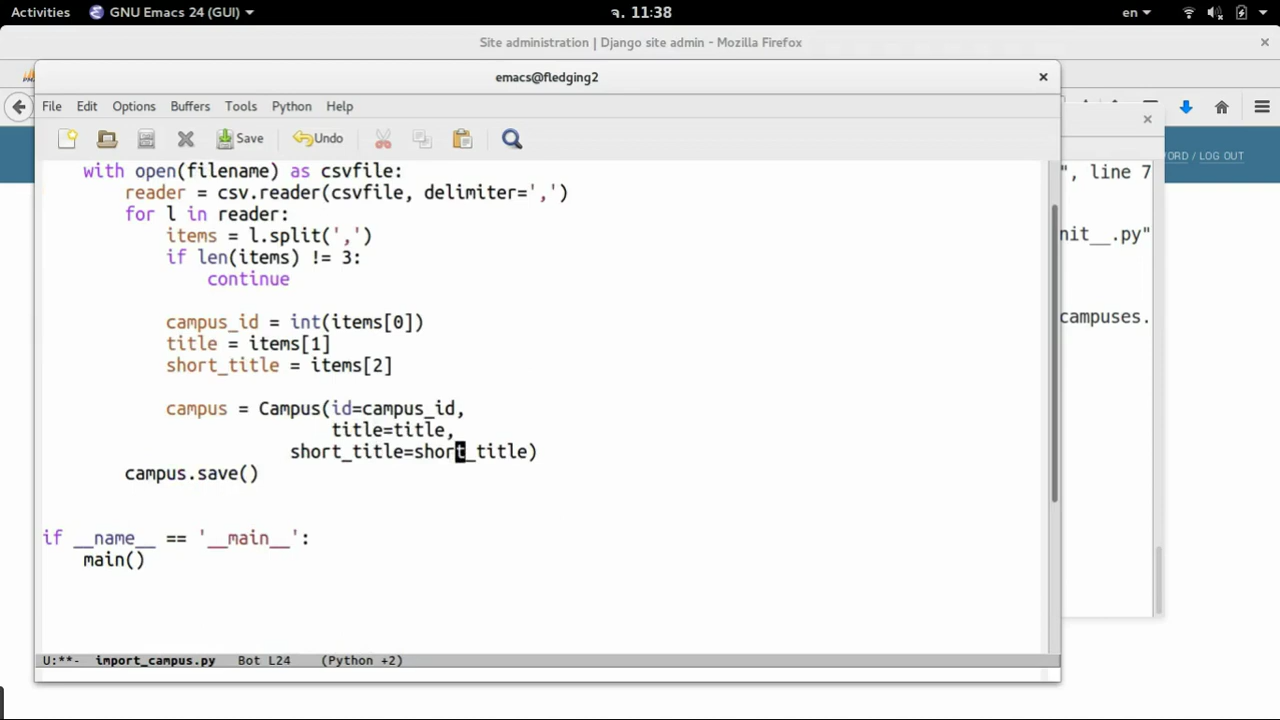 Activities GNU Emacs 24 (GUI) จ. 11:38 en
Site administration | Django site admin - Mozilla Firefox
emacs@fledging2
File Edit Options Buffers Tools Python Help
Save Undo
WORD / LOG OUT
with open(filename) as csvfile:
", line 7
reader = csv.reader(csvfile, delimiter=',')
for l in reader:
items = l.split(',')
nit__.py"
if len(items) != 3:
continue
campus_id = int(items[0])
campuses.
title = items[1]
short_title = items[2]
campus = Campus(id=campus_id,
title=title,
short_title=short_title)
campus.save()
if __name__ == '__main__':
main()
U:**- import_campus.py Bot L24 (Python +2)